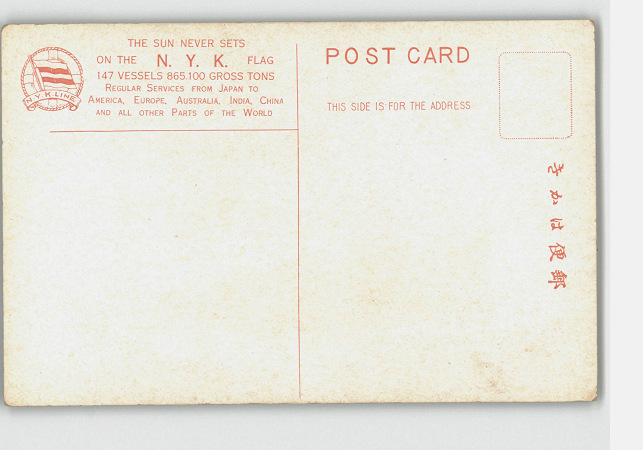 THE SUN NEVER SETS
ON THE N. Y. K. FLAG
147 VESSELS 865.100 GROSS TONS
REGULAR SERVICES FROM JAPAN TO
AMERICA, EUROPE, AUSTRALIA, INDIA, CHINA
AND ALL OTHER PARTS OF THE WORLD
N.Y.K.LINE
POST CARD
THIS SIDE IS FOR THE ADDRESS
きかは便郵